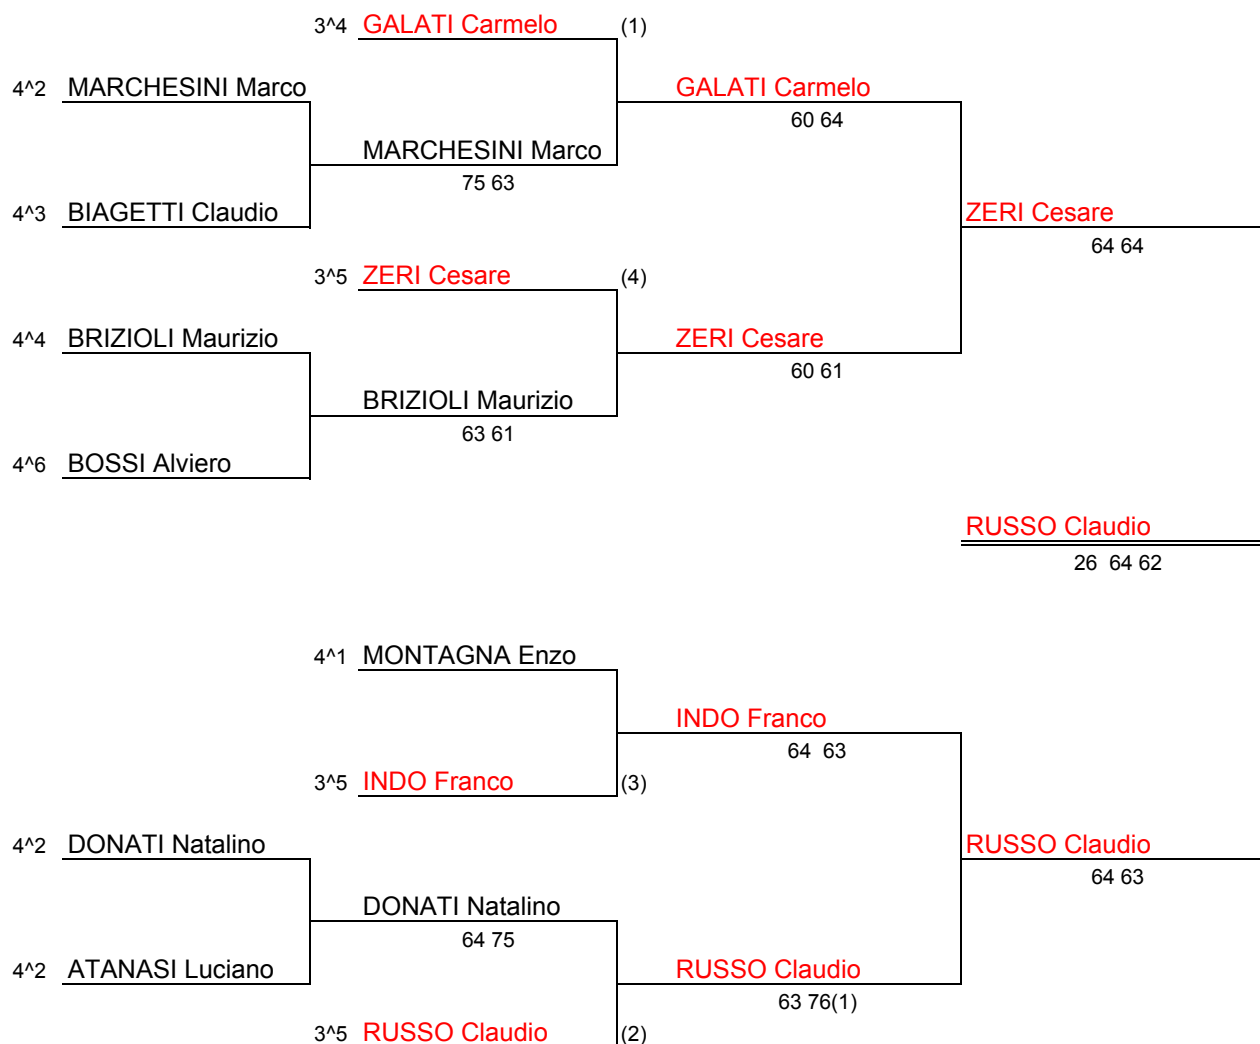 3^4 GALATI Carmelo (1)
4^2 MARCHESINI Marco
GALATI Carmelo
60 64
MARCHESINI Marco
75 63
4^3 BIAGETTI Claudio
ZERI Cesare
64 64
3^5 ZERI Cesare (4)
4^4 BRIZIOLI Maurizio
ZERI Cesare
60 61
BRIZIOLI Maurizio
63 61
4^6 BOSSI Alviero
RUSSO Claudio
26  64 62
4^1 MONTAGNA Enzo
INDO Franco
64  63
3^5 INDO Franco (3)
4^2 DONATI Natalino
RUSSO Claudio
64 63
DONATI Natalino
64 75
4^2 ATANASI Luciano
RUSSO Claudio
63 76(1)
3^5 RUSSO Claudio (2)